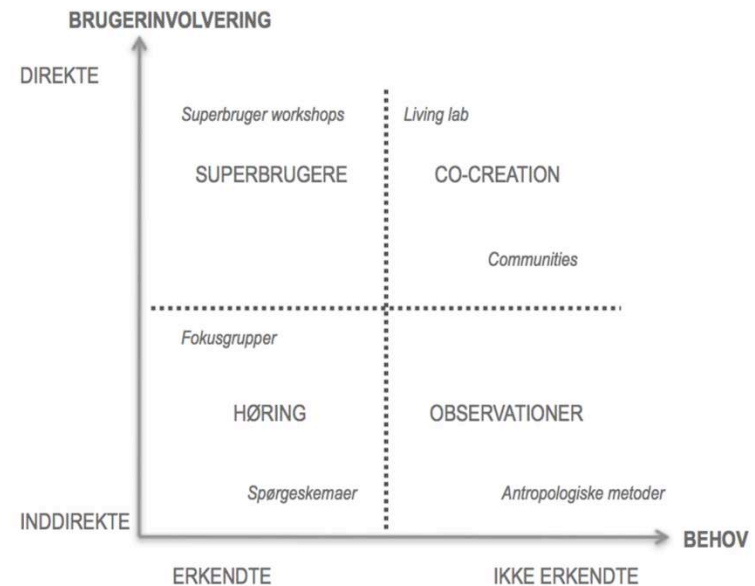 BRUGERINVOLVERING
DIREKTE
Superbruger workshops
Living lab
SUPERBRUGERE
CO-CREATION
Communities
Fokusgrupper
HØRING
OBSERVATIONER
Spørgeskemaer
Antropologiske metoder
INDDIREKTE
BEHOV
ERKENDTE
IKKE ERKENDTE